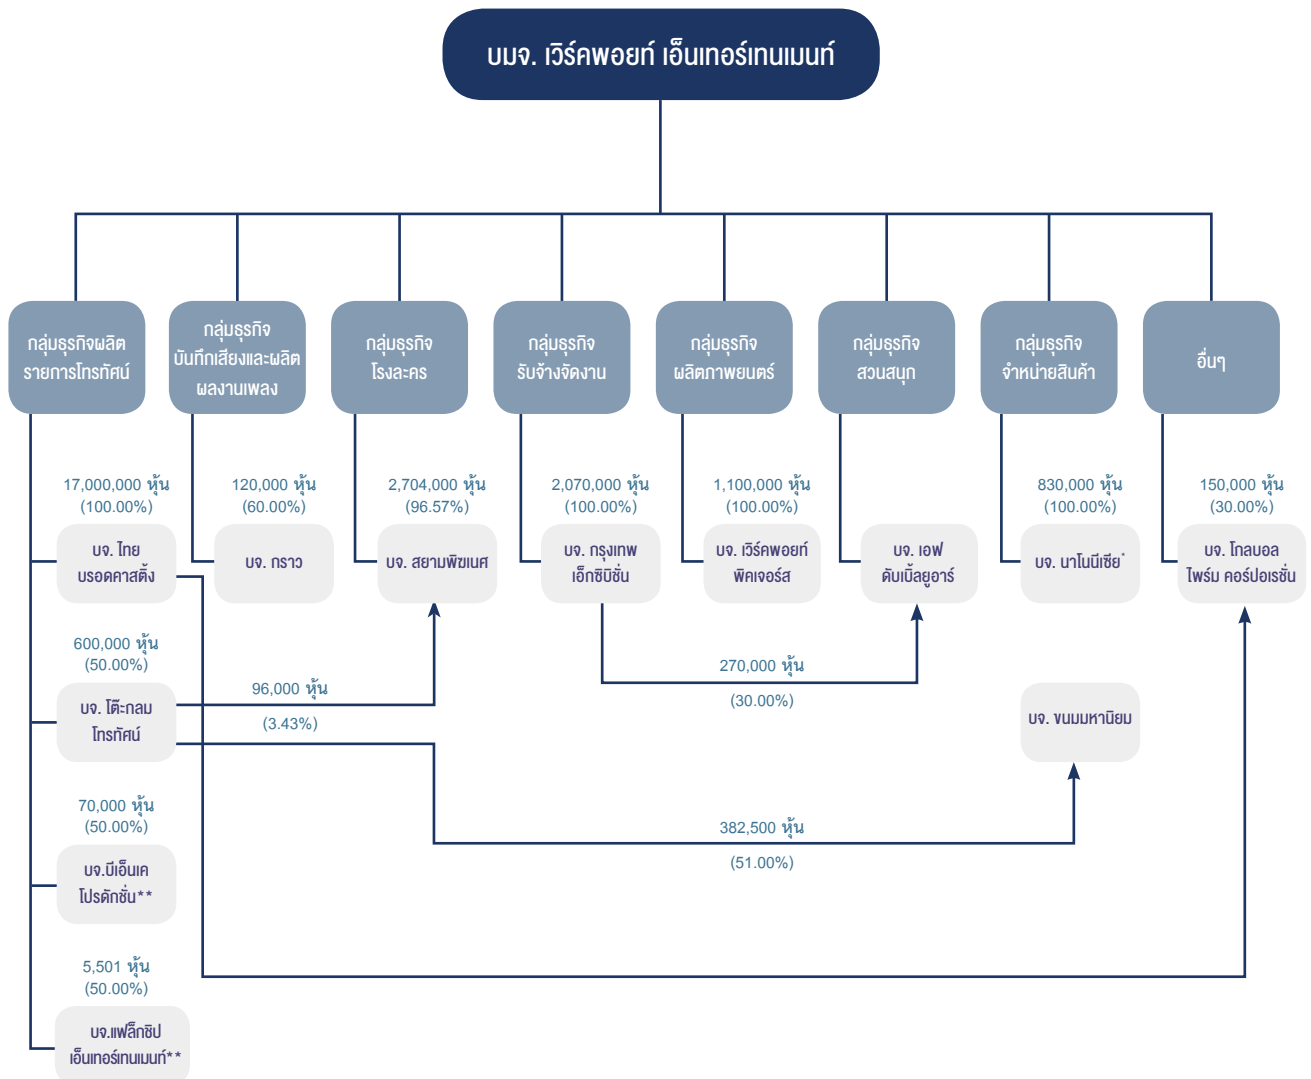 บมจ. เวิร์คพอยท์ เอ็นเทอร์เทนเมนท์
กลุ่มธุรกิจผลิต
รายการโทรทัศน์
กลุ่มธุรกิจ
บันทึกเสียงและผลิต
ผลงานเพลง
กลุ่มธุรกิจ
โรงละคร
กลุ่มธุรกิจ
รับจ้างจัดงาน
กลุ่มธุรกิจ
ผลิตภาพยนตร์
กลุ่มธุรกิจ
สวนสนุก
กลุ่มธุรกิจ
จำหน่ายสินค้า
อื่นๆ
17,000,000 หุ้น
(100.00%)
120,000 หุ้น
(60.00%)
2,704,000 หุ้น
(96.57%)
2,070,000 หุ้น
(100.00%)
1,100,000 หุ้น
(100.00%)
830,000 หุ้น
(100.00%)
150,000 หุ้น
(30.00%)
บจ. ไทย
บรอดคาสติ้ง
บจ. กราว
บจ. สยามพิฆเนศ
บจ. กรุงเทพ
เอ็กซิบิชั่น
บจ. เวิร์คพอยท์
พิคเจอร์ส
บจ. เอฟ
ดับเบิ้ลยูอาร์
บจ. นาโนนีเซีย*
บจ. โกลบอล
ไพร์ม คอร์ปอเรชั่น
600,000 หุ้น
(50.00%)
บจ. โต๊ะกลม
โทรทัศน์
96,000 หุ้น
(3.43%)
270,000 หุ้น
(30.00%)
บจ. ขนมมหานิยม
70,000 หุ้น
(50.00%)
บจ.บีเอ็นเค
โปรดักชั่น**
382,500 หุ้น
(51.00%)
5,501 หุ้น
(50.00%)
บจ.แฟล็กชิป
เอ็นเทอร์เทนเมนท์**